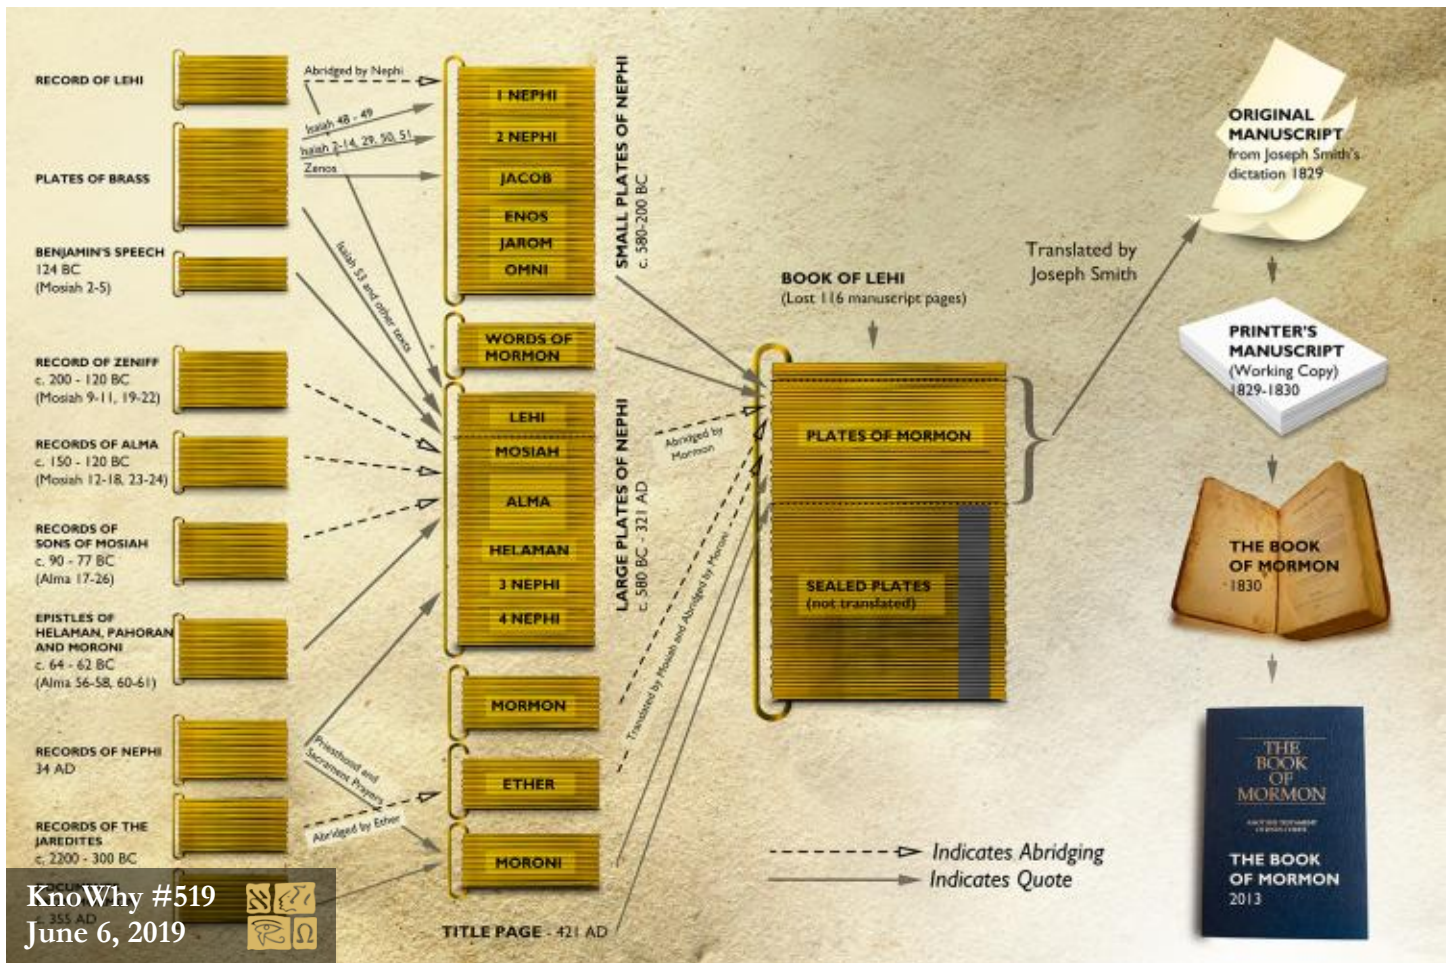 RECORD OF LEHI
PLATES OF BRASS
BENJAMIN'S SPEECH
124 BC
(Mosiah 2-5)
RECORD OF ZENIFF
c. 200 - 120 BC
(Mosiah 9-11, 19-22)
RECORDS OF ALMA
c. 150 - 120 BC
(Mosiah 12-18, 23-24)
RECORDS OF
SONS OF MOSIAH
c. 90 - 77 BC
(Alma 17-26)
EPISTLES OF
HELAMAN, PAHORAN
AND MORONI
c. 64 - 62 BC
(Alma 56-58, 60-61)
RECORDS OF NEPHI
34 AD
RECORDS OF THE
JAREDITES
c. 2200 - 300 BC
c. 355 AD
KnoWhy #519
June 6, 2019
Abridged by Nephi
Isaiah 48 - 49
Isaiah 2-14, 29, 50, 51
Zenos
Isaiah 53 and other texts
Priesthood and
Sacrament Prayers
Abridged by Ether
1 NEPHI
2 NEPHI
JACOB
ENOS
JAROM
OMNI
WORDS OF
MORMON
LEHI
MOSIAH
ALMA
HELAMAN
3 NEPHI
4 NEPHI
MORMON
ETHER
MORONI
TITLE PAGE - 421 AD
SMALL PLATES OF NEPHI
c. 580-200 BC
LARGE PLATES OF NEPHI
c. 580 BC - 321 AD
Abridged by
Mormon
Translated by Mosiah and Abridged by Moroni
BOOK OF LEHI
(Lost 116 manuscript pages)
PLATES OF MORMON
SEALED PLATES
(not translated)
Translated by
Joseph Smith
Indicates Abridging
Indicates Quote
ORIGINAL
MANUSCRIPT
from Joseph Smith's
dictation 1829
PRINTER'S
MANUSCRIPT
(Working Copy)
1829-1830
THE BOOK
OF MORMON
1830
THE
BOOK
OF
MORMON
THE BOOK
OF MORMON
2013